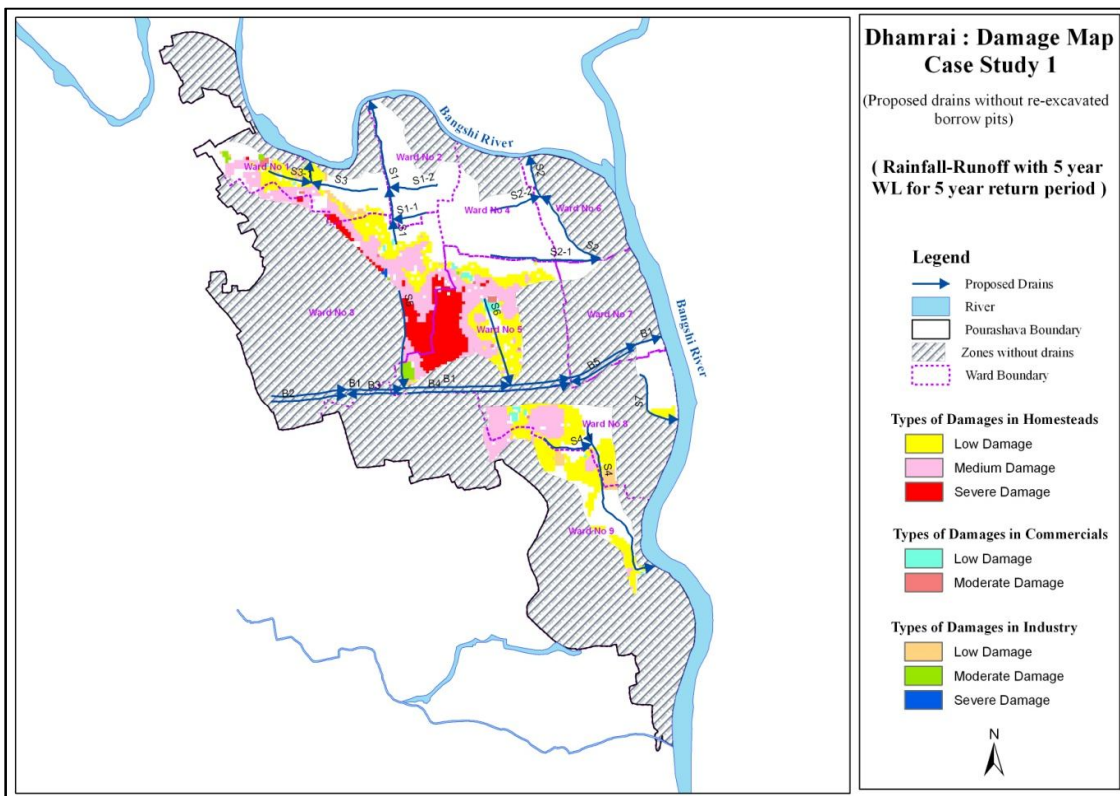 Dhamrai : Damage Map
Case Study 1
(Proposed drains without re-excavated
borrow pits)
( Rainfall-Runoff with 5 year
WL for 5 year return period )
Legend
Proposed Drains
River
Pourashava Boundary
Zones without drains
Ward Boundary
Types of Damages in Homesteads
Low Damage
Medium Damage
Severe Damage
Types of Damages in Commercials
Low Damage
Moderate Damage
Types of Damages in Industry
Low Damage
Moderate Damage
Severe Damage
N
Bangshi River
Ward No 1
Ward No 2
S3-
S3
S1
S1-2
S2
S2-2
S1-1
S1
Ward No 4
Ward No 6
S2-1
S2
Ward No 3
S6
Ward No 5
Ward No 7
Bangshi River
B1
B5
B2
B1
B3
B4
B1
S7
Ward No 8
S4
S4
Ward No 9